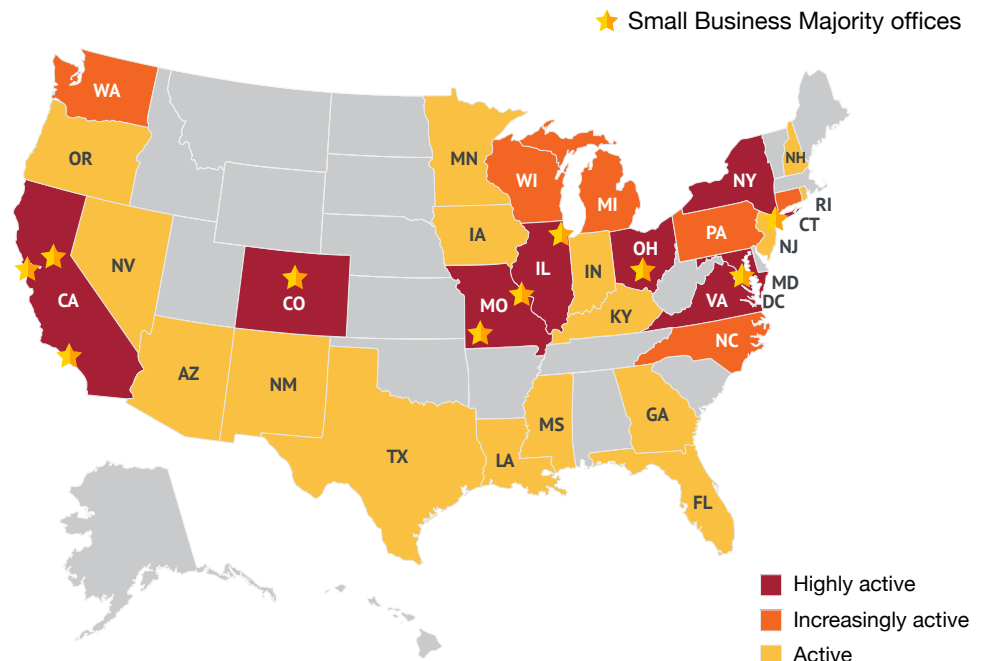 Small Business Majority offices
WA
OR
MN
WI
MI
NY
NH
RI
CT
NJ
PA
IA
NV
CA
CO
MO
IL
IN
OH
MD
DC
VA
KY
NC
AZ
NM
MS
GA
TX
LA
FL
Highly active
Increasingly active
Active